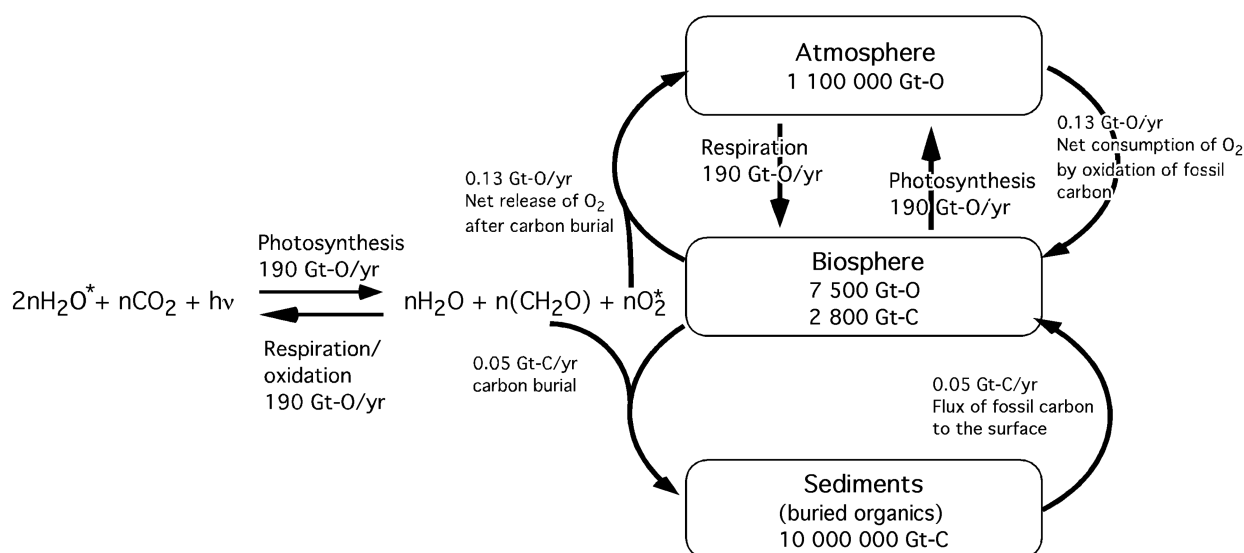 Atmosphere
1 100 000 Gt-O
0.13 Gt-O/yr
Net release of O₂
after carbon burial
Respiration
190 Gt-O/yr
Photosynthesis
190 Gt-O/yr
0.13 Gt-O/yr
Net consumption of O₂
by oxidation of fossil
carbon
Photosynthesis
190 Gt-O/yr
2nH₂O* + nCO₂ + hν
nH₂O + n(CH₂O) + nO₂*
Respiration/
oxidation
190 Gt-O/yr
Biosphere
7 500 Gt-O
2 800 Gt-C
0.05 Gt-C/yr
carbon burial
0.05 Gt-C/yr
Flux of fossil carbon
to the surface
Sediments
(buried organics)
10 000 000 Gt-C